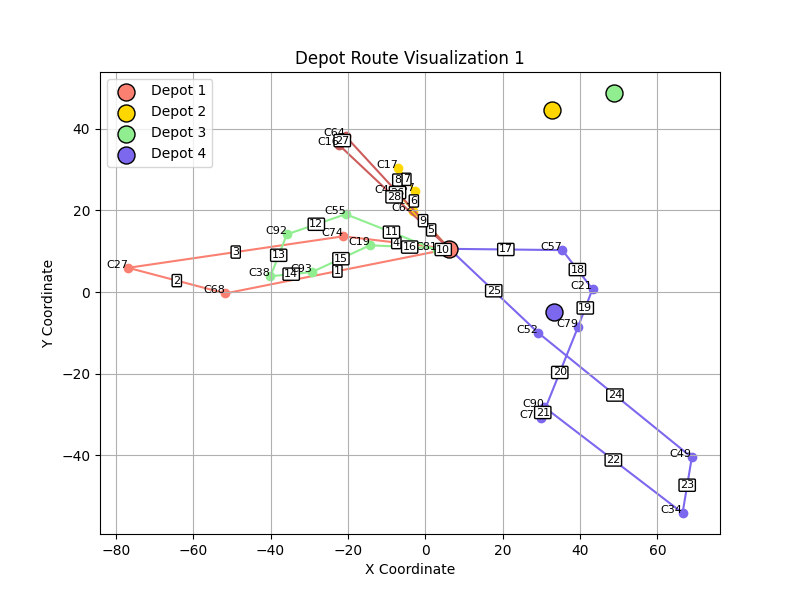 Depot Route Visualization 1
Depot 1
Depot 2
Depot 3
Depot 4
Y Coordinate
X Coordinate
40
20
0
−20
−40
−80
−60
−40
−20
0
20
40
60
C64
27
C16
C17
8
7
28
6
C55
9
C92
12
5
C74
11
C19
4
16
10
17
C57
3
13
C27
C38
14
C93
15
1
18
2
C68
25
C21
19
C79
C52
20
24
C90
C7
21
22
C49
23
C34